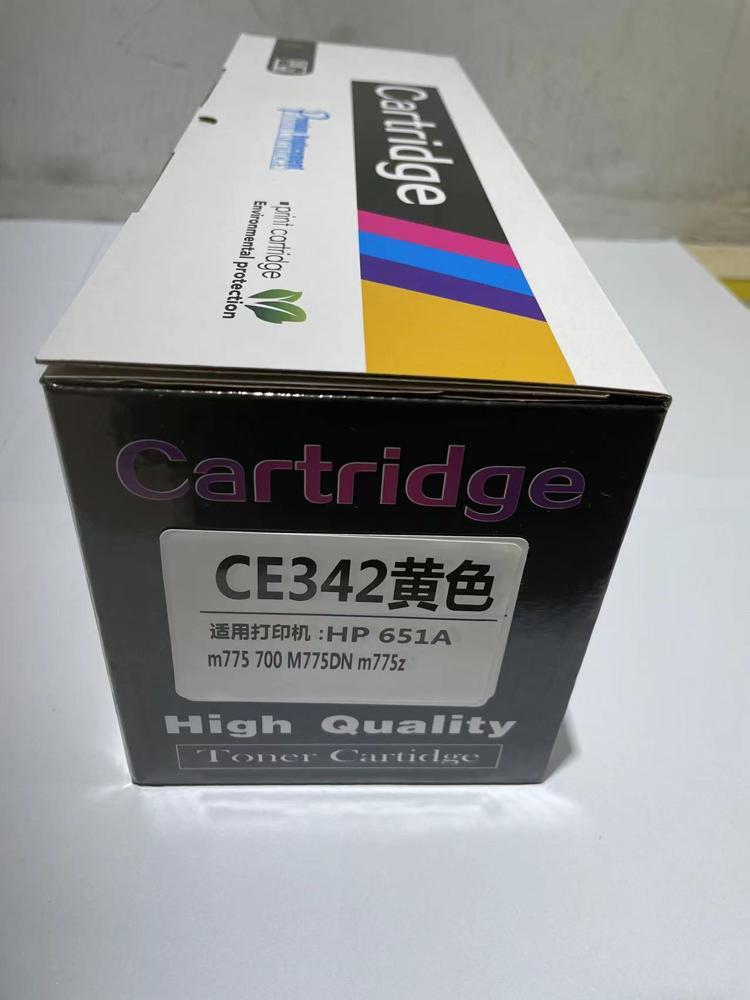 Cartridge
print cartridge
Environmental protection
Cartridge
CE342黄色
适用打印机:HP 651A
m775 700 M775DN m775z
High Quality
Toner Cartidge